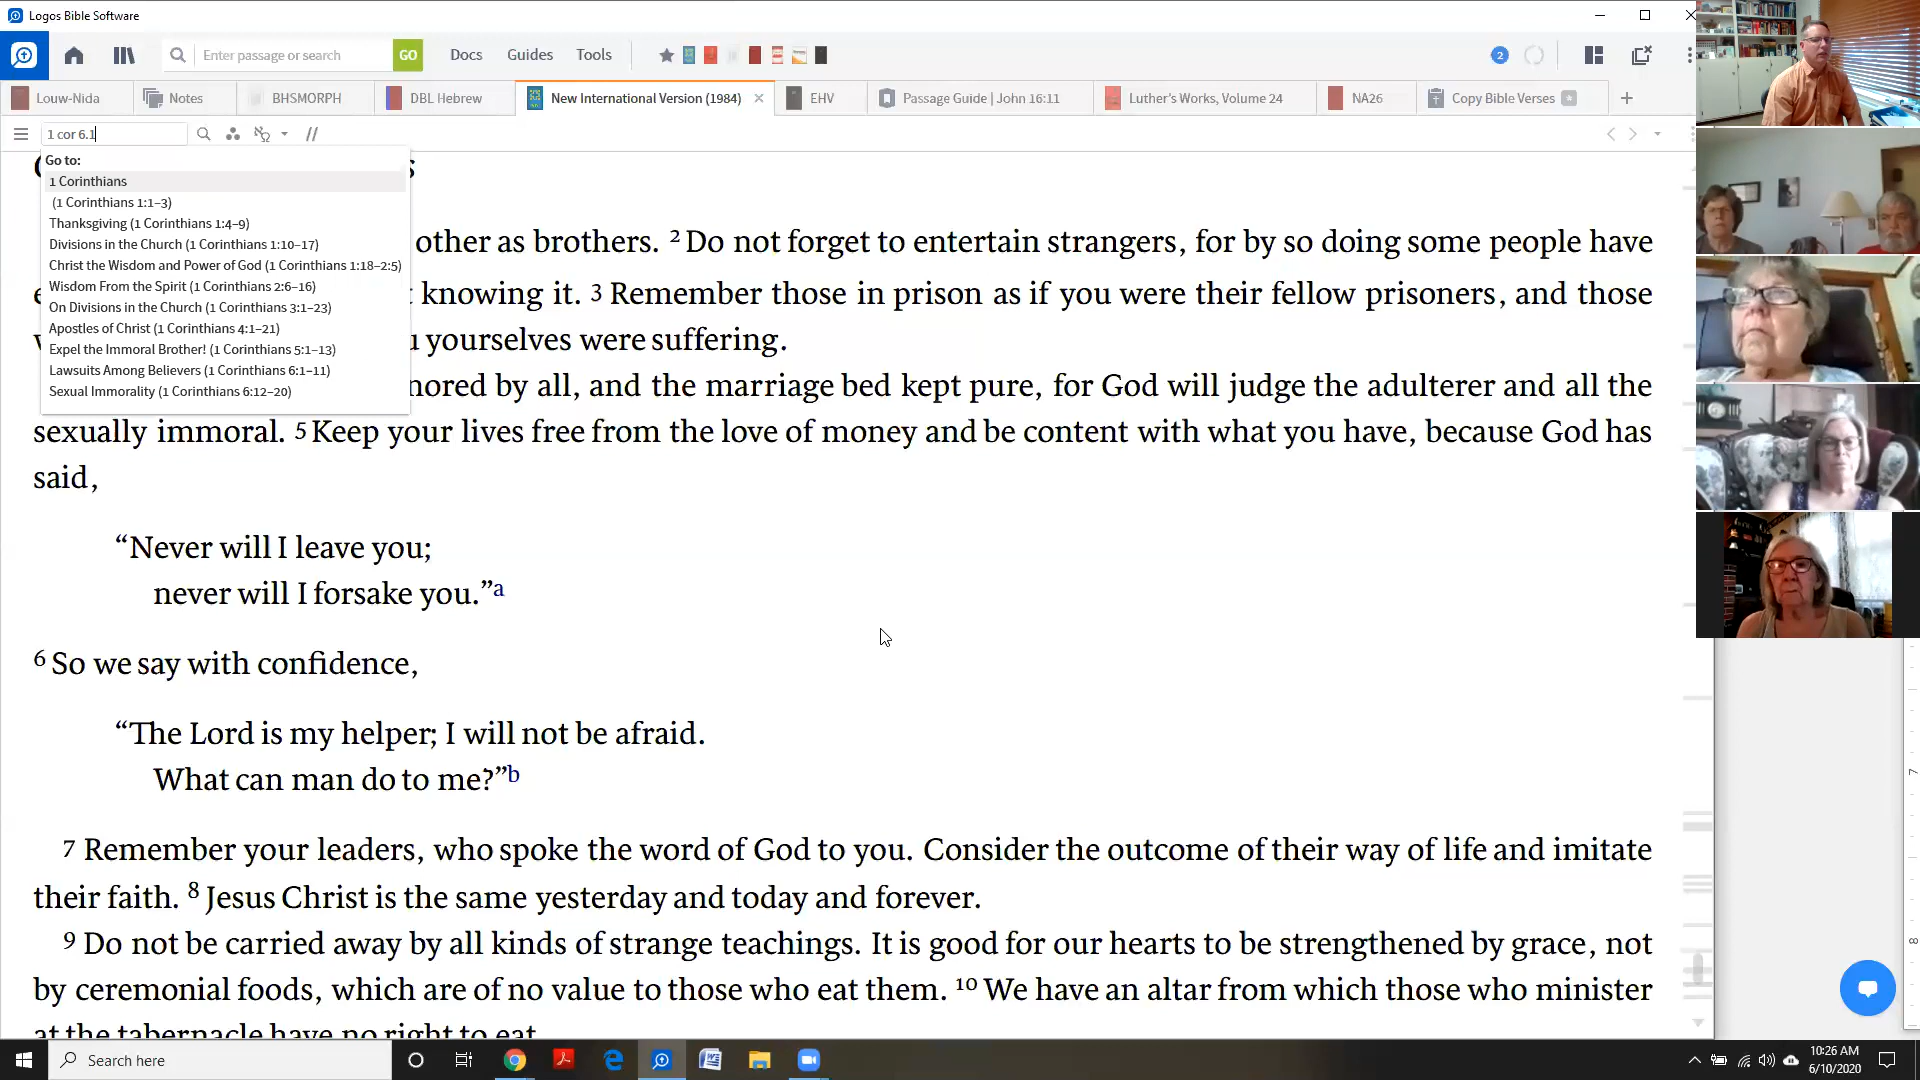 Logos Bible Software
Enter passage or search
GO
Docs
Guides
Tools
2
Louw-Nida
Notes
BHSMORPH
DBL Hebrew
New International Version (1984)
EHV
Passage Guide | John 16:11
Luther's Works, Volume 24
NA26
Copy Bible Verses
1 cor 6.1
Go to:
1 Corinthians
(1 Corinthians 1:1–3)
Thanksgiving (1 Corinthians 1:4–9)
Divisions in the Church (1 Corinthians 1:10–17)
Christ the Wisdom and Power of God (1 Corinthians 1:18–2:5)
Wisdom From the Spirit (1 Corinthians 2:6–16)
On Divisions in the Church (1 Corinthians 3:1–23)
Apostles of Christ (1 Corinthians 4:1–21)
Expel the Immoral Brother! (1 Corinthians 5:1–13)
Lawsuits Among Believers (1 Corinthians 6:1–11)
Sexual Immorality (1 Corinthians 6:12–20)
other as brothers. 2 Do not forget to entertain strangers, for by so doing some people have
knowing it. 3 Remember those in prison as if you were their fellow prisoners, and those
yourselves were suffering.
by all, and the marriage bed kept pure, for God will judge the adulterer and all the
sexually immoral. 5 Keep your lives free from the love of money and be content with what you have, because God has
said,
“Never will I leave you;
never will I forsake you.”a
6 So we say with confidence,
“The Lord is my helper; I will not be afraid.
What can man do to me?”b
7 Remember your leaders, who spoke the word of God to you. Consider the outcome of their way of life and imitate
their faith. 8 Jesus Christ is the same yesterday and today and forever.
9 Do not be carried away by all kinds of strange teachings. It is good for our hearts to be strengthened by grace, not
by ceremonial foods, which are of no value to those who eat them. 10 We have an altar from which those who minister
at the tabernacle have no right to eat.
7
8
Search here
10:26 AM
6/10/2020